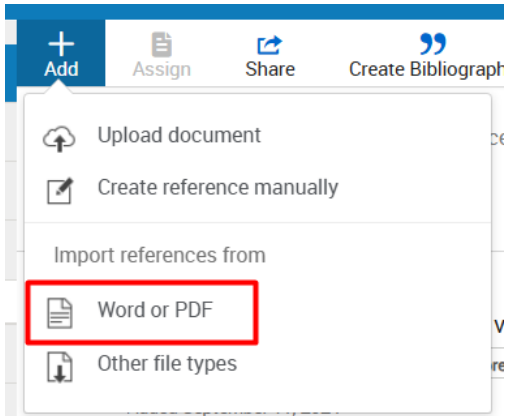 Add Assign Share Create Bibliograph
Upload document
Create reference manually
Import references from
Word or PDF
Other file types